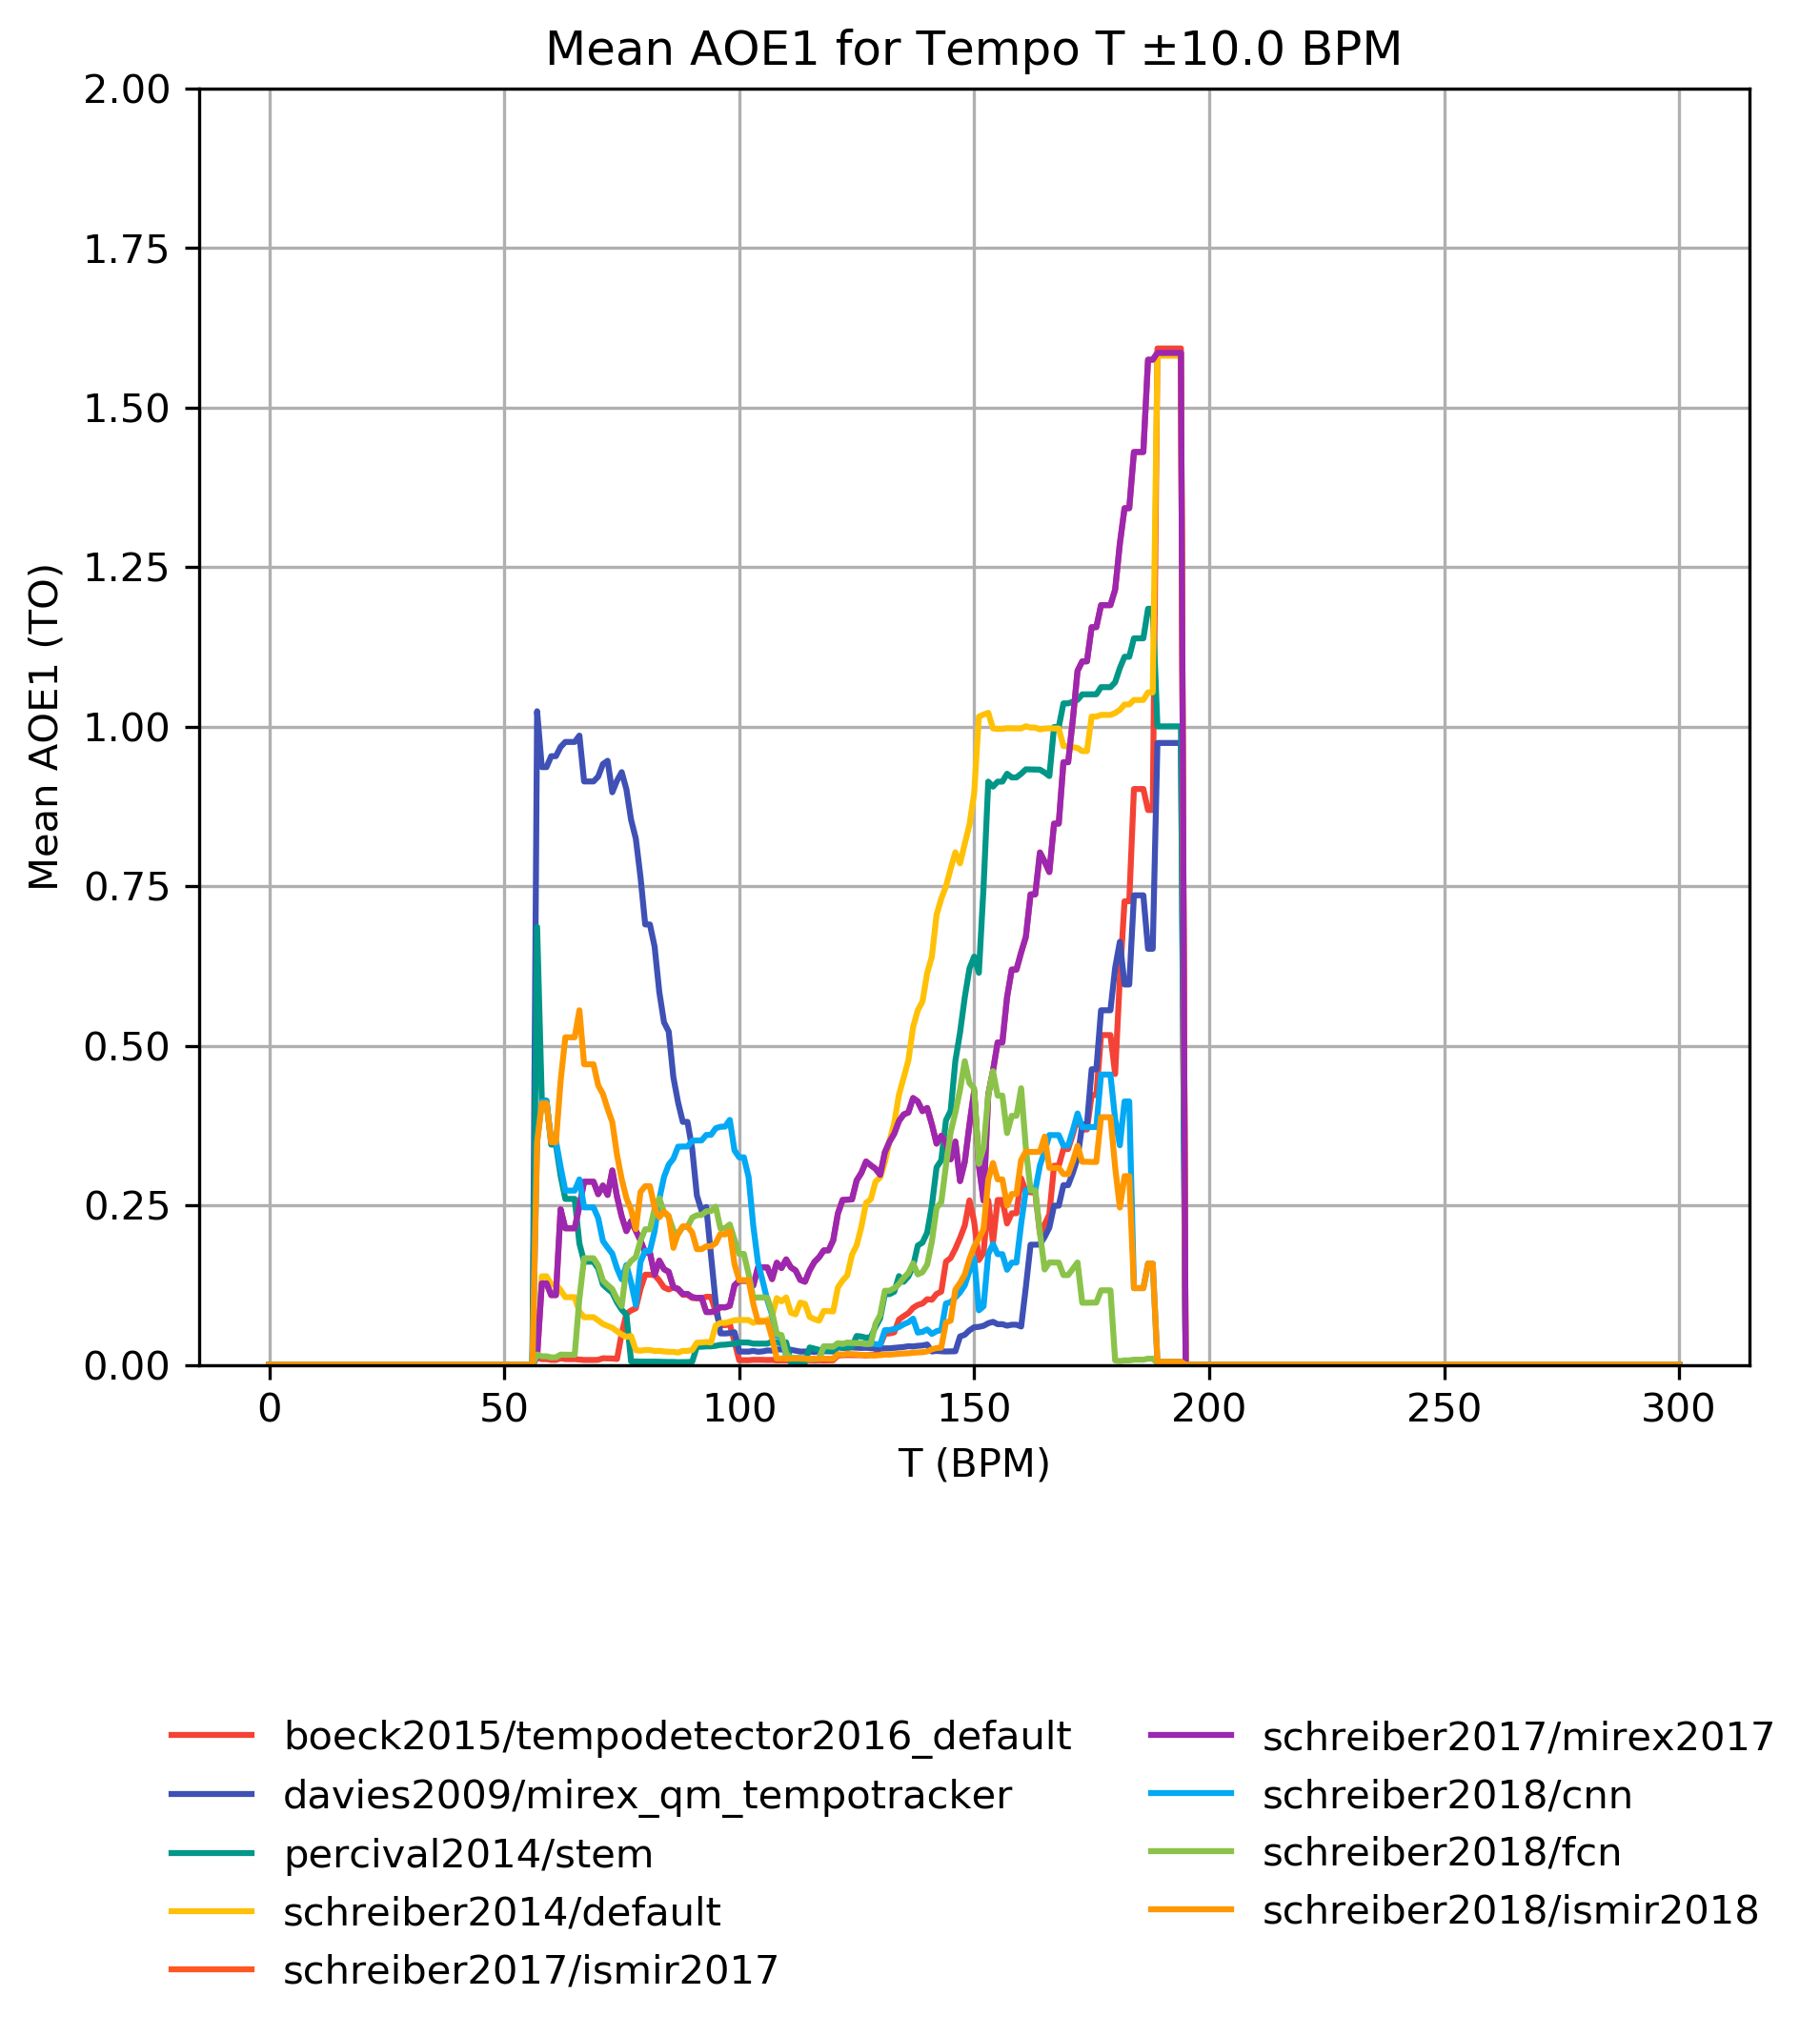 Mean AOE1 for Tempo T ±10.0 BPM
2.00
1.75
1.50
1.25
1.00
0.75
0.50
0.25
0.00
Mean AOE1 (TO)
0 50 100 150 200 250 300
T (BPM)
boeck2015/tempodetector2016_default
davies2009/mirex_qm_tempotracker
percival2014/stem
schreiber2014/default
schreiber2017/ismir2017
schreiber2017/mirex2017
schreiber2018/cnn
schreiber2018/fcn
schreiber2018/ismir2018